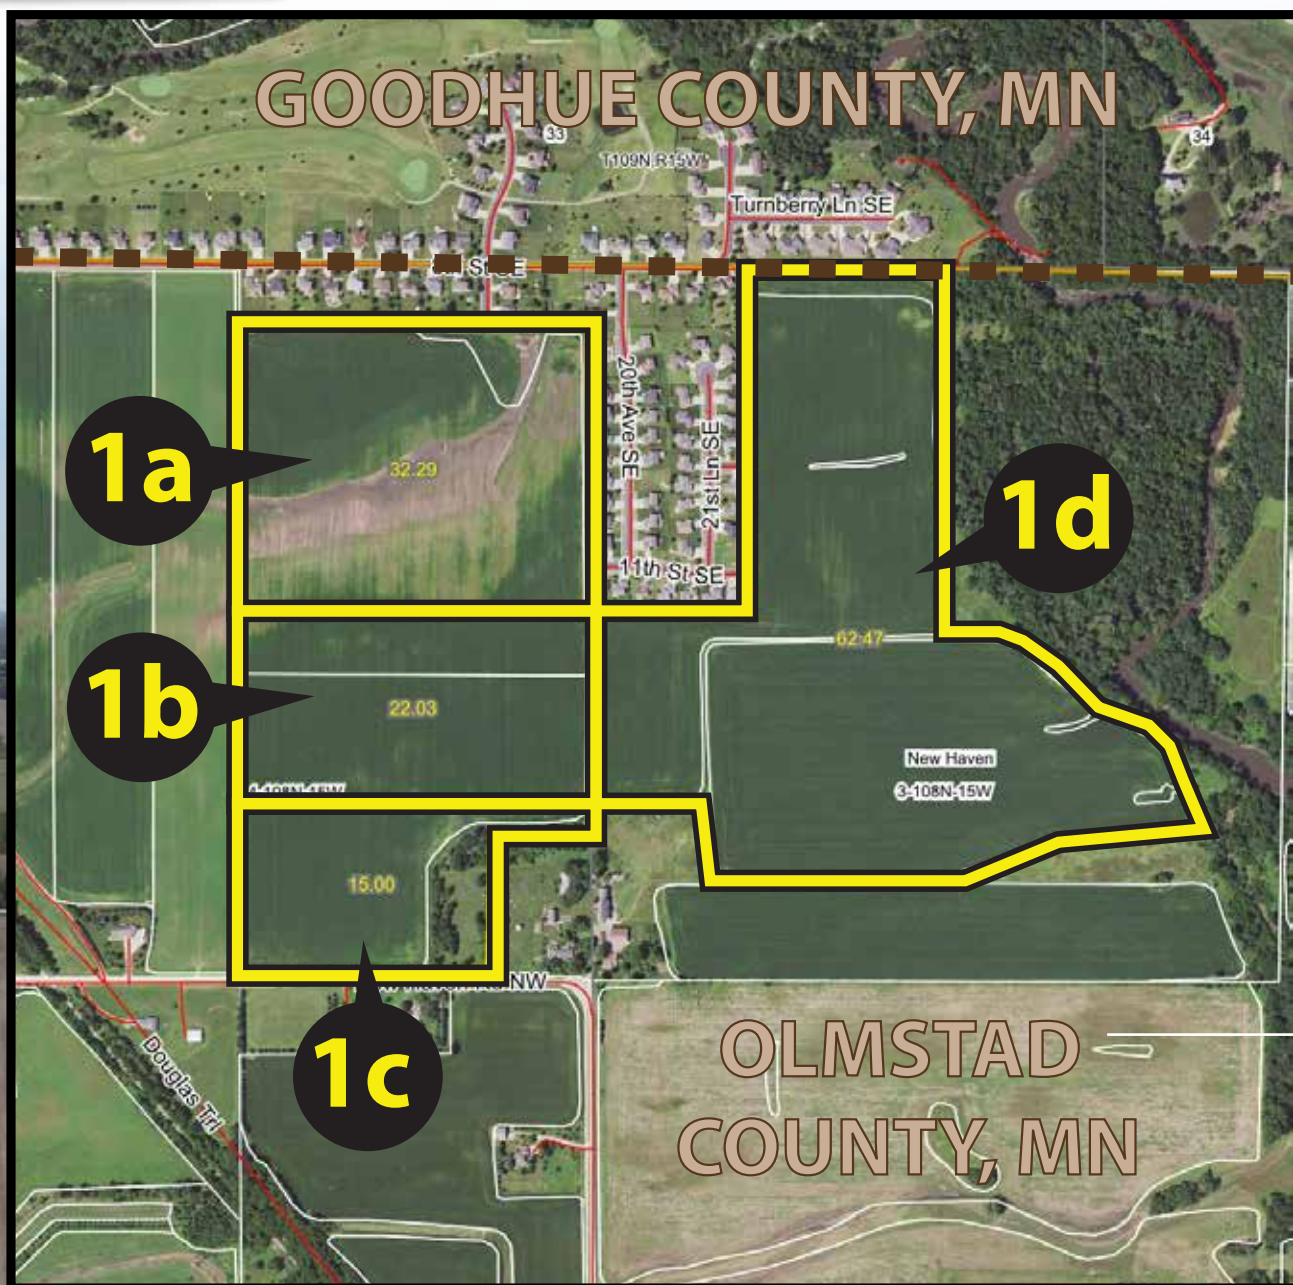 GOODHUE COUNTY, MN
33
34
T109N R15W
Turnberry Ln SE
St SE
20th Ave SE
21st Ln SE
11th St SE
1a
32.29
1d
62.47
1b
22.03
New Haven
3-108N-15W
15.00
NW
1c
Douglas Trl
OLMSTAD
COUNTY, MN